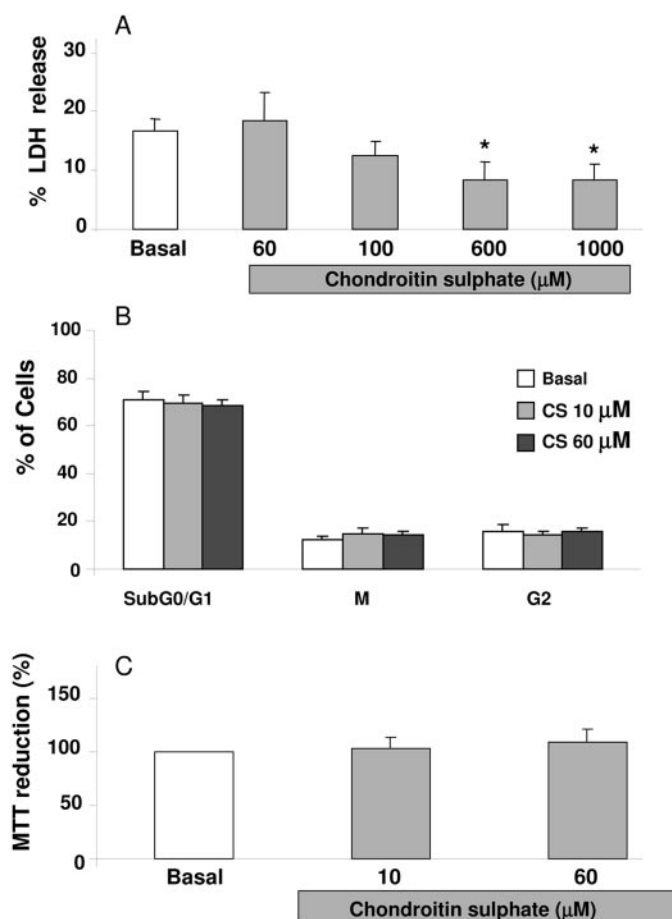 A
% LDH release
30
20
10
0
* *
Basal 60 100 600 1000
Chondroitin sulphate (μM)
B
% of Cells
100
80
60
40
20
0
Basal
CS 10 μM
CS 60 μM
SubG0/G1 M G2
C
MTT reduction (%)
150
100
50
0
Basal 10 60
Chondroitin sulphate (μM)